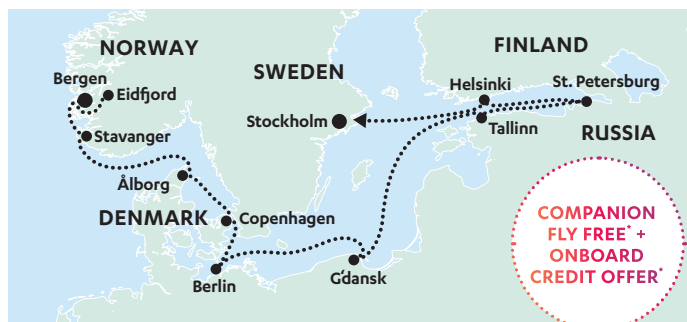 NORWAY
FINLAND
SWEDEN
Bergen
Eidfjord
Helsinki
St. Petersburg
Stockholm
Tallinn
Stavanger
RUSSIA
Ålborg
DENMARK
Copenhagen
Berlin
G'dansk
COMPANION
FLY FREE* +
ONBOARD
CREDIT OFFER*